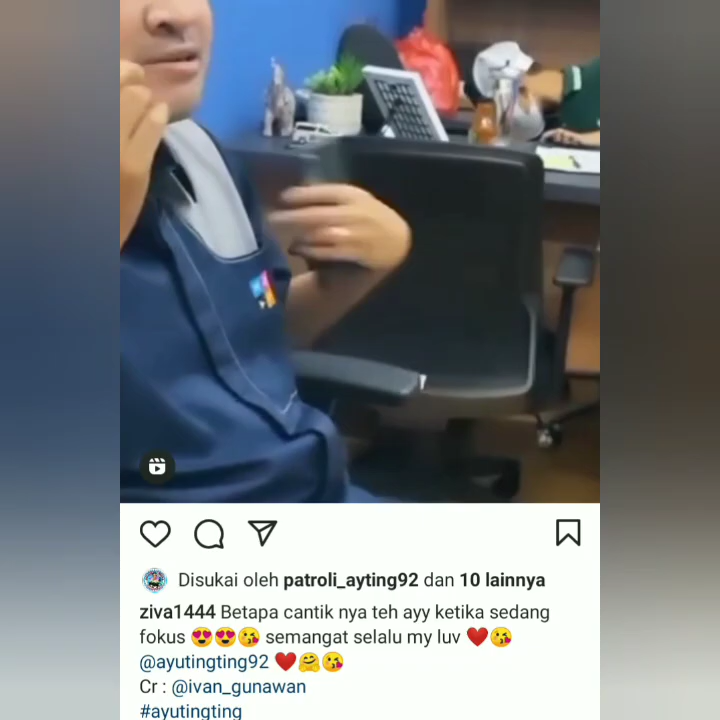 Disukai oleh patroli_ayting92 dan 10 lainnya
ziva1444 Betapa cantik nya teh ayy ketika sedang
fokus 😍😍😘 semangat selalu my luv ❤️😘
@ayutingting92 ❤️🤗😘
Cr : @ivan_gunawan
#ayutingting